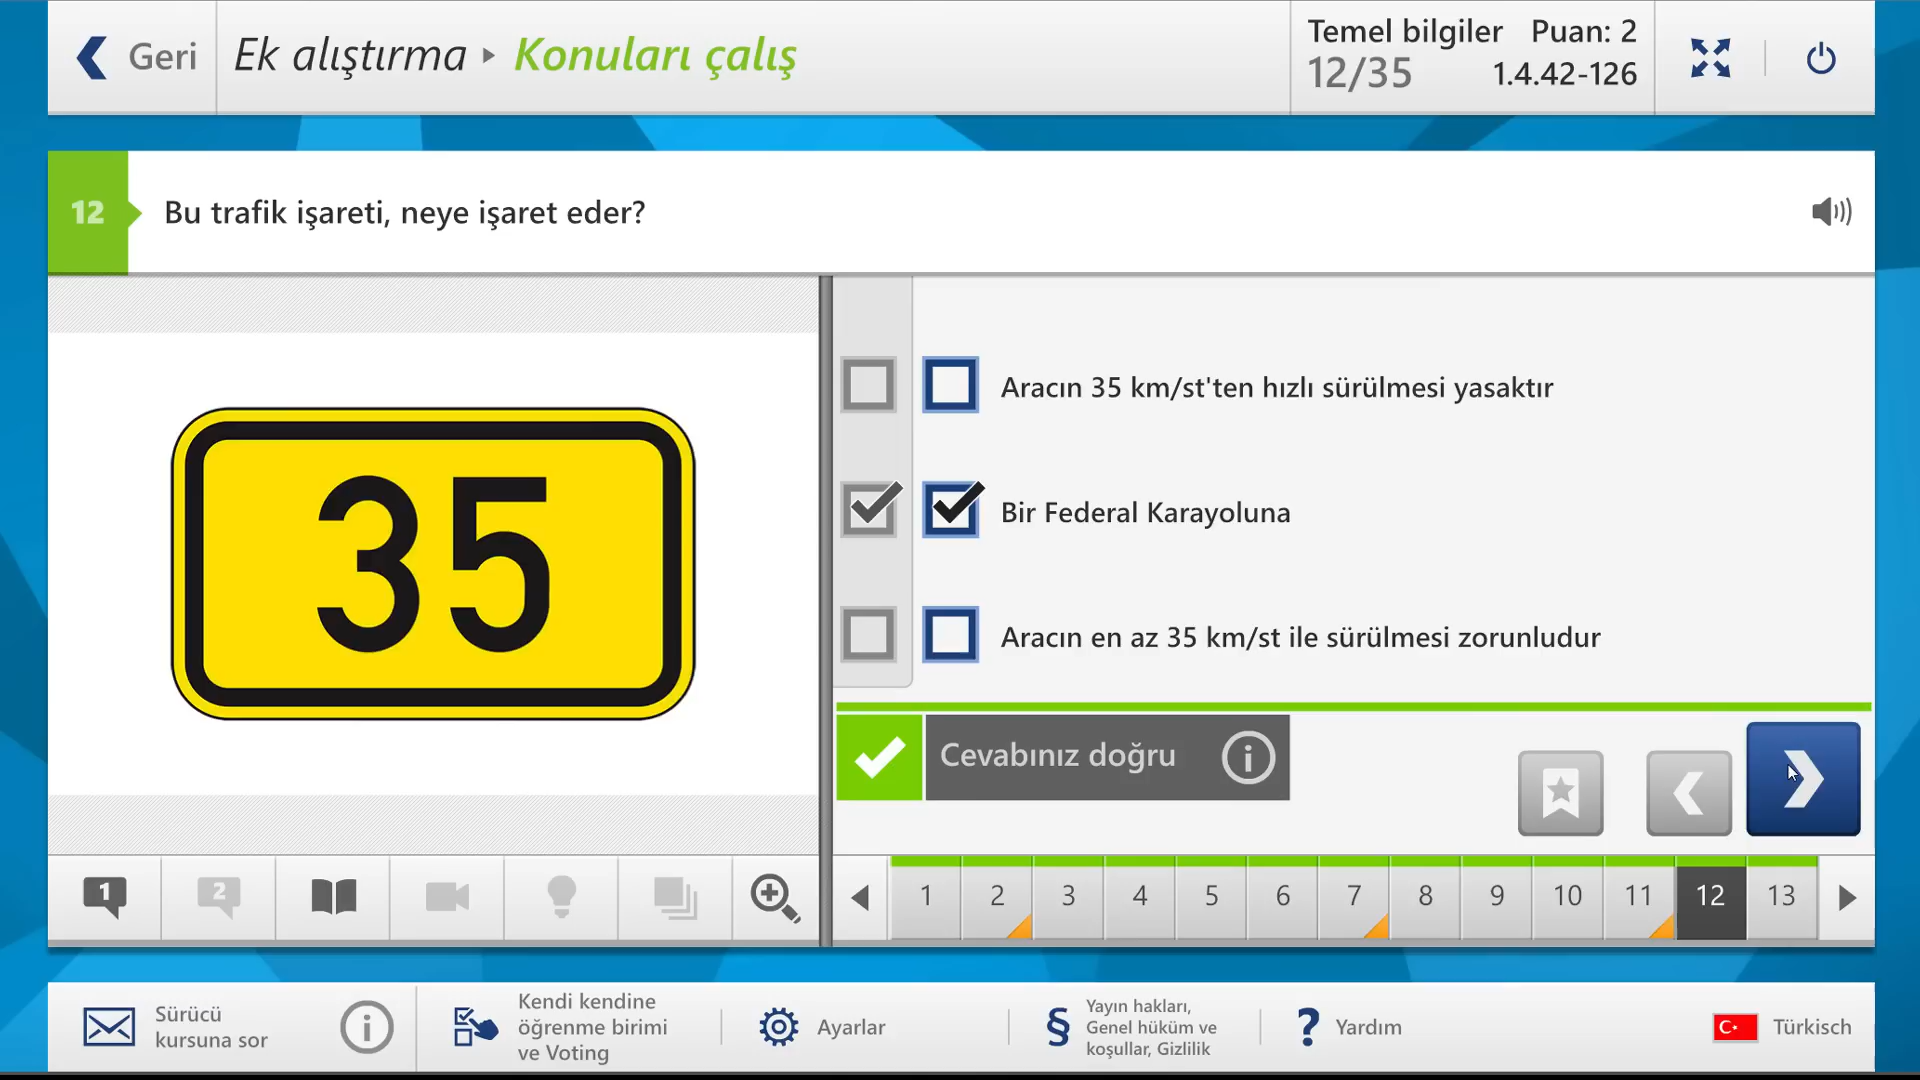 Geri
Ek alıştırma ▸ Konuları çalış
Temel bilgiler Puan: 2
12/35 1.4.42-126
12 Bu trafik işareti, neye işaret eder?
35
Aracın 35 km/st'ten hızlı sürülmesi yasaktır
Bir Federal Karayoluna
Aracın en az 35 km/st ile sürülmesi zorunludur
Cevabınız doğru
1 2
1 2 3 4 5 6 7 8 9 10 11 12 13
Sürücü
kursuna sor
Kendi kendine
öğrenme birimi
ve Voting
Ayarlar
§ Yayın hakları,
Genel hüküm ve
koşullar, Gizlilik
? Yardım
Türkisch